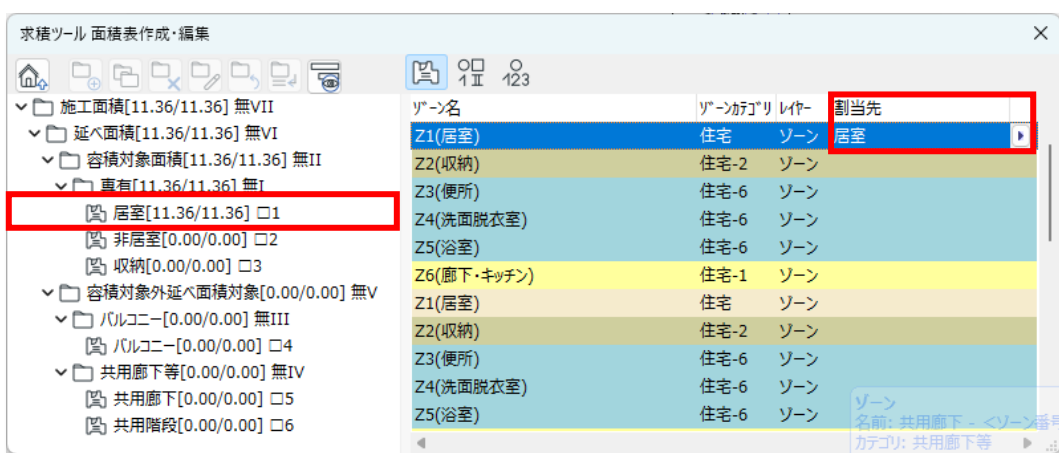 求積ツール 面積表作成・編集
施工面積[11.36/11.36] 無VII
延べ面積[11.36/11.36] 無VI
容積対象面積[11.36/11.36] 無II
専有[11.36/11.36] 無I
居室[11.36/11.36] □1
非居室[0.00/0.00] □2
収納[0.00/0.00] □3
容積対象外延べ面積対象[0.00/0.00] 無V
バルコニー[0.00/0.00] 無III
バルコニー[0.00/0.00] □4
共用廊下等[0.00/0.00] 無IV
共用廊下[0.00/0.00] □5
共用階段[0.00/0.00] □6
ゾーン名 ゾーンカテゴリ レイヤー 割当先
Z1(居室) 住宅 ゾーン 居室
Z2(収納) 住宅-2 ゾーン
Z3(便所) 住宅-6 ゾーン
Z4(洗面脱衣室) 住宅-6 ゾーン
Z5(浴室) 住宅-6 ゾーン
Z6(廊下・キッチン) 住宅-1 ゾーン
Z1(居室) 住宅 ゾーン
Z2(収納) 住宅-2 ゾーン
Z3(便所) 住宅-6 ゾーン
Z4(洗面脱衣室) 住宅-6 ゾーン
Z5(浴室) 住宅-6 ゾーン
ゾーン
名前: 共用廊下 - <ゾーン番号
カテゴリ: 共用廊下等